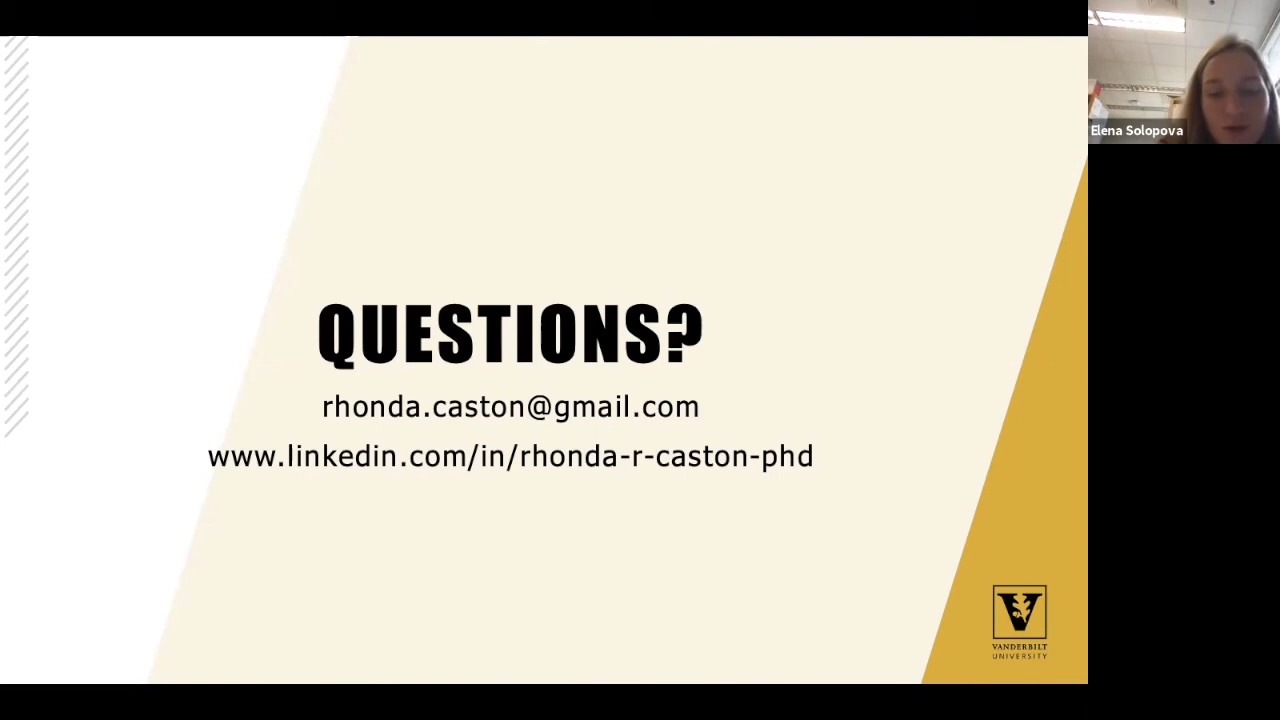 Elena Solopova
QUESTIONS?
rhonda.caston@gmail.com
www.linkedin.com/in/rhonda-r-caston-phd
V
VANDERBILT
UNIVERSITY